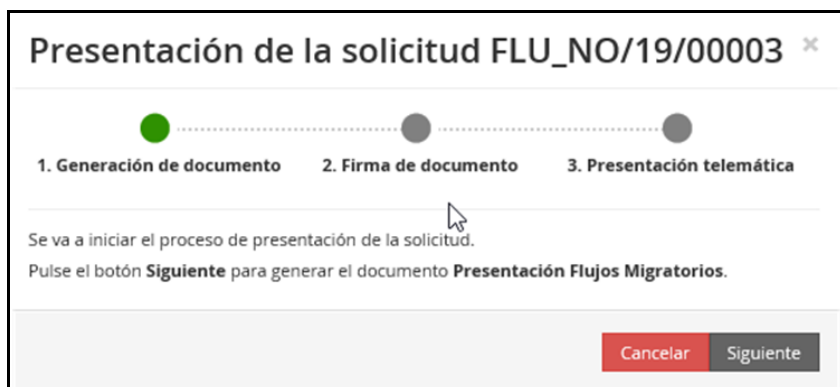 Presentación de la solicitud FLU_NO/19/00003 ×
1. Generación de documento 2. Firma de documento 3. Presentación telemática
Se va a iniciar el proceso de presentación de la solicitud.
Pulse el botón Siguiente para generar el documento Presentación Flujos Migratorios.
Cancelar Siguiente